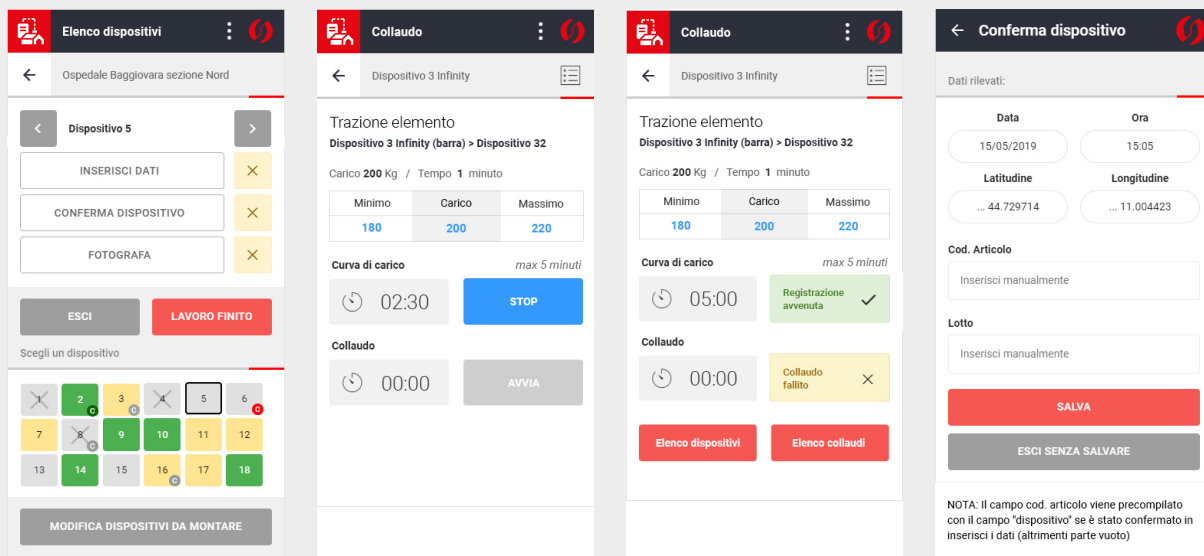 Elenco dispositivi
Ospedale Baggiovara sezione Nord
Dispositivo 5
INSERISCI DATI
CONFERMA DISPOSITIVO
FOTOGRAFA
ESCI LAVORO FINITO
Scegli un dispositivo
1 2 C 3 C 4 5 6 C
7 8 C 9 10 11 12
13 14 15 16 C 17 18
MODIFICA DISPOSITIVI DA MONTARE
Collaudo
Dispositivo 3 Infinity
Trazione elemento
Dispositivo 3 Infinity (barra) > Dispositivo 32
Carico 200 Kg / Tempo 1 minuto
Minimo Carico Massimo
180 200 220
Curva di carico max 5 minuti
02:30 STOP
Collaudo
00:00 AVVIA
Collaudo
Dispositivo 3 Infinity
Trazione elemento
Dispositivo 3 Infinity (barra) > Dispositivo 32
Carico 200 Kg / Tempo 1 minuto
Minimo Carico Massimo
180 200 220
Curva di carico max 5 minuti
05:00 Registrazione
avvenuta
Collaudo
00:00 Collaudo
fallito
Elenco dispositivi Elenco collaudi
Conferma dispositivo
Dati rilevati:
Data Ora
15/05/2019 15:05
Latitudine Longitudine
... 44.729714 ... 11.004423
Cod. Articolo
Inserisci manualmente
Lotto
Inserisci manualmente
SALVA
ESCI SENZA SALVARE
NOTA: Il campo cod. articolo viene precompilato
con il campo "dispositivo" se è stato confermato in
inserisci i dati (altrimenti parte vuoto)